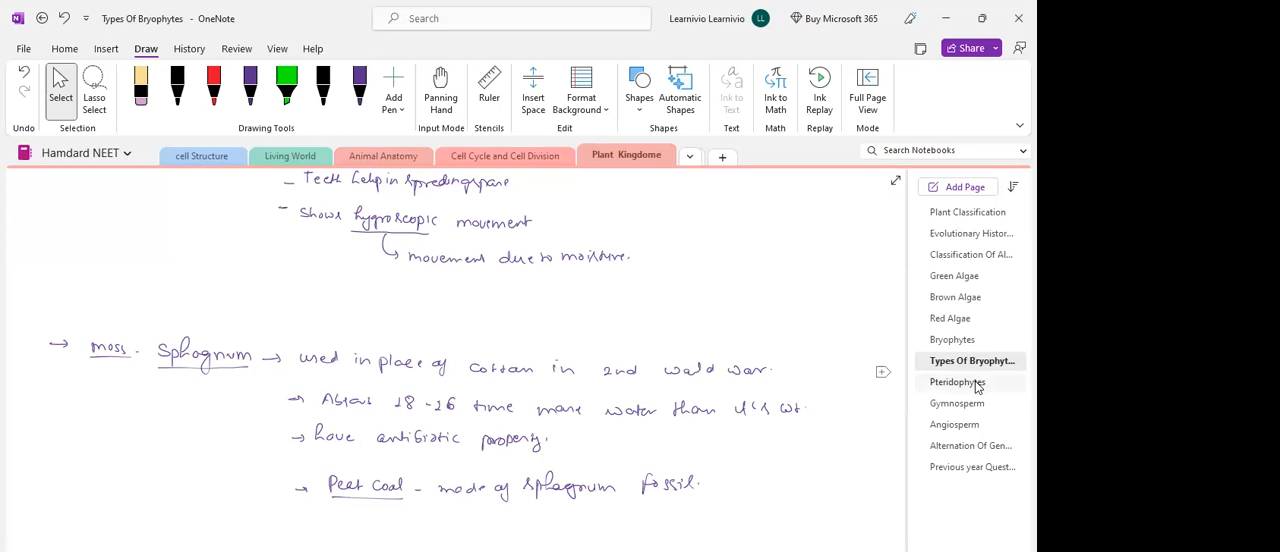 Types Of Bryophytes - OneNote
Search
Learnivio Learnivio
LL
Buy Microsoft 365
File
Home
Insert
Draw
History
Review
View
Help
Share
Select
Lasso Select
Add Pen
Panning Hand
Ruler
Insert Space
Format Background
Shapes
Automatic Shapes
Ink to Text
Ink to Math
Ink Replay
Full Page View
Undo
Selection
Drawing Tools
Input Mode
Stencils
Edit
Shapes
Text
Math
Replay
Mode
Hamdard NEET
cell Structure
Living World
Animal Anatomy
Cell Cycle and Cell Division
Plant Kingdome
Search Notebooks
Add Page
Plant Classification
Evolutionary Histor...
Classification Of Al...
Green Algae
Brown Algae
Red Algae
Bryophytes
Types Of Bryophyt...
Pteridophytes
Gymnosperm
Angiosperm
Alternation Of Gen...
Previous year Quest...
– Teeth help in spreding spore
– Shows hygroscopic movement
↳ movement due to moisture.
→ moss - Sphagnum → used in place of cottan in 2nd wald war.
→ 18 - 26 time more water than it's wt.
→ have antibiotic property.
→ Peet coal - made of sphagnum fossil.